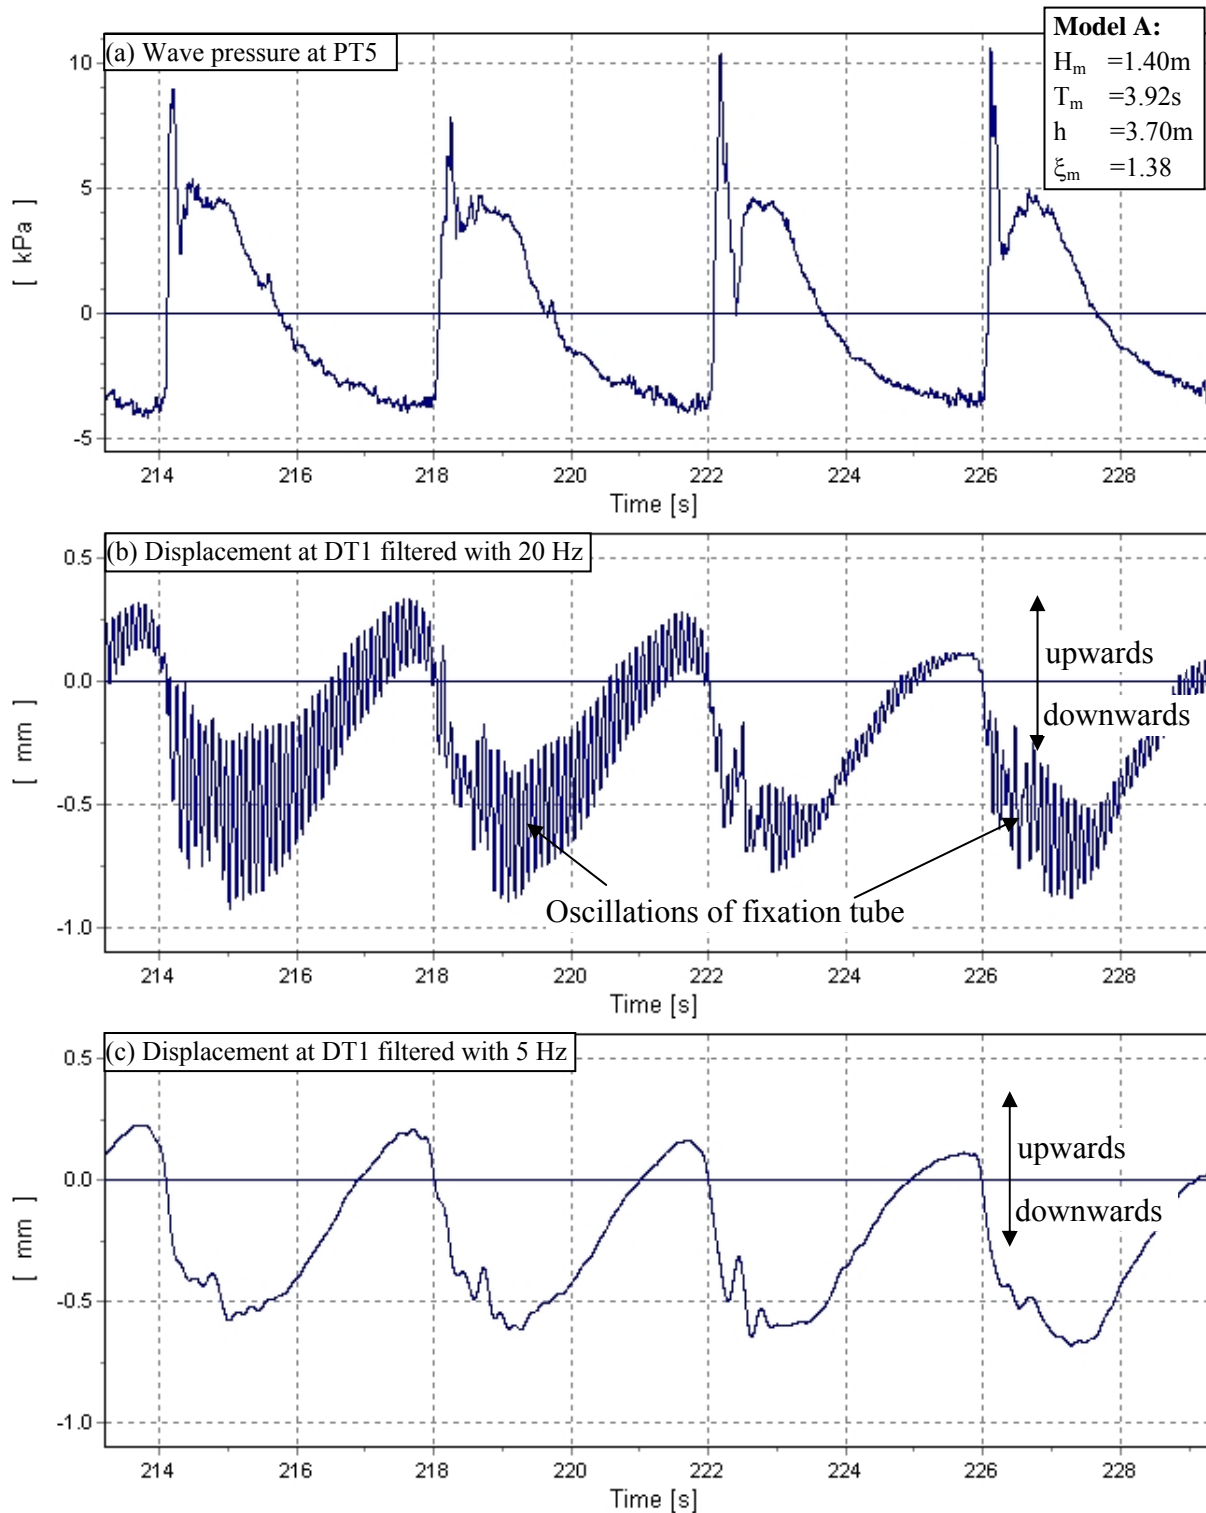 (a) Wave pressure at PT5
Model A:
Hm =1.40m
Tm =3.92s
h =3.70m
ξm =1.38
10
5
0
-5
[ kPa ]
214 216 218 220 222 224 226 228
Time [s]
(b) Displacement at DT1 filtered with 20 Hz
0.5
0.0
-0.5
-1.0
[ mm ]
upwards
downwards
Oscillations of fixation tube
214 216 218 220 222 224 226 228
Time [s]
(c) Displacement at DT1 filtered with 5 Hz
0.5
0.0
-0.5
-1.0
[ mm ]
upwards
downwards
214 216 218 220 222 224 226 228
Time [s]